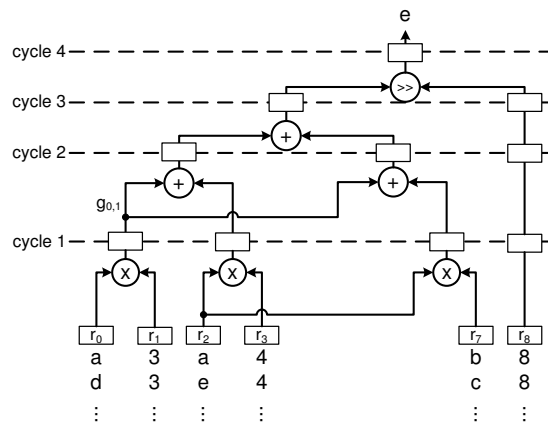 e
cycle 4
>>
cycle 3
+
cycle 2
+ +
g0,1
cycle 1
x x x
r0 r1 r2 r3 r7 r8
a 3 a 4 b 8
d 3 e 4 c 8
⋮ ⋮ ⋮ ⋮ ⋮ ⋮